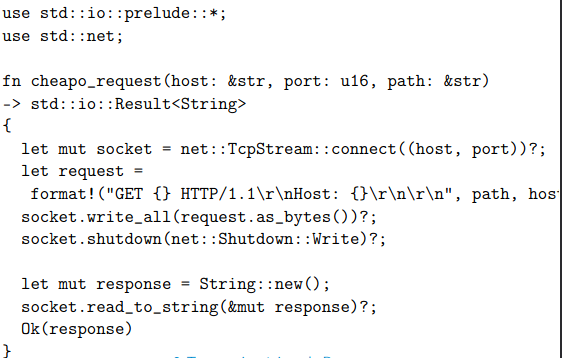 use std::io::prelude::*;
use std::net;
fn cheapo_request(host: &str, port: u16, path: &str)
-> std::io::Result<String>
{
let mut socket = net::TcpStream::connect((host, port))?;
let request =
format!("GET {} HTTP/1.1\r\nHost: {}\r\n\r\n", path, hos
socket.write_all(request.as_bytes())?;
socket.shutdown(net::Shutdown::Write)?;
let mut response = String::new();
socket.read_to_string(&mut response)?;
Ok(response)
}